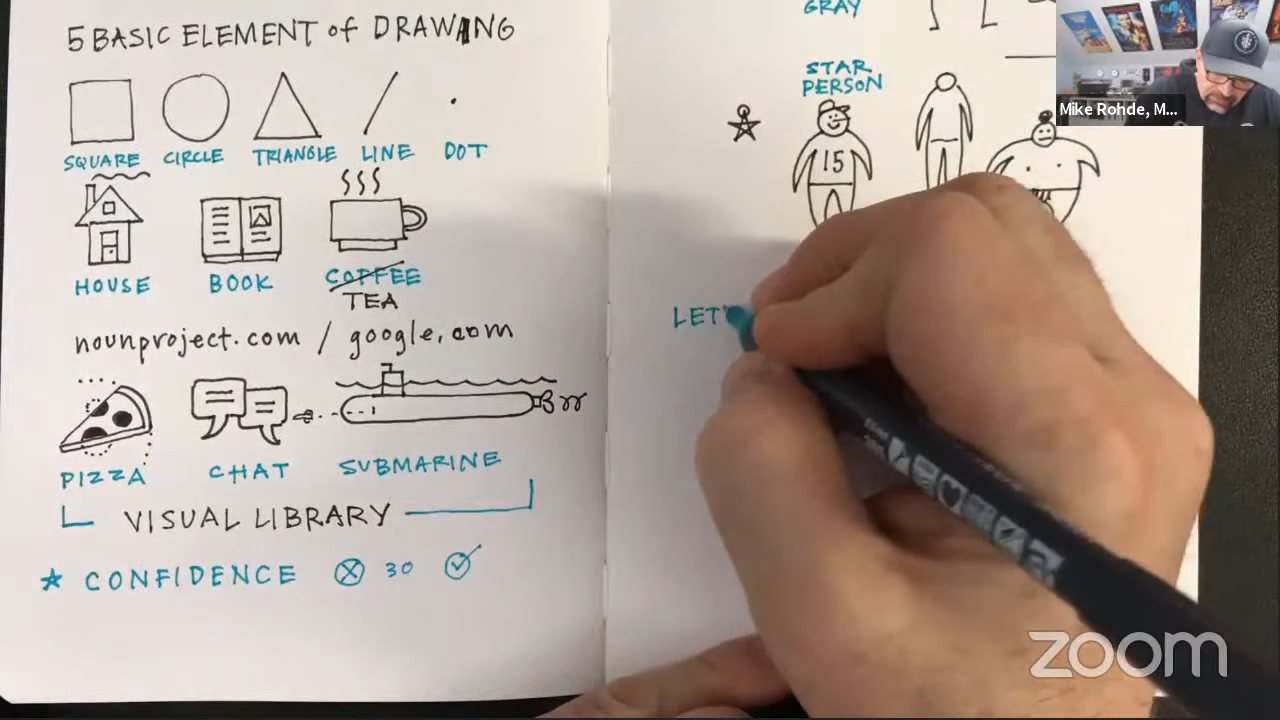 5 BASIC ELEMENT of DRAWING
SQUARE CIRCLE TRIANGLE LINE DOT
HOUSE BOOK COFFEE
TEA
nounproject.com / google.com
PIZZA CHAT SUBMARINE
VISUAL LIBRARY
CONFIDENCE 30
GRAY
STAR
PERSON
15
LET
Mike Rohde, M...
zoom